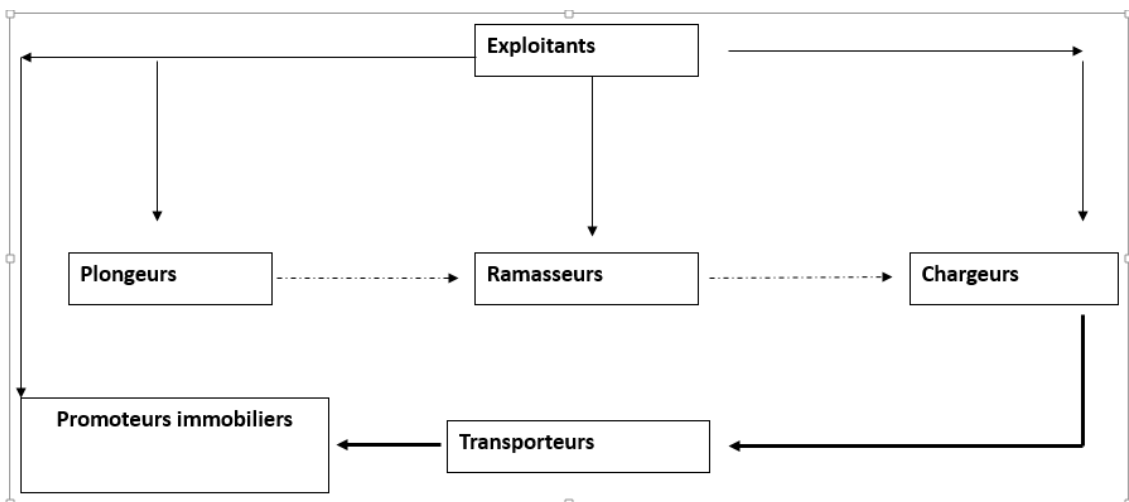 Exploitants
Plongeurs
Ramasseurs
Chargeurs
Promoteurs immobiliers
Transporteurs